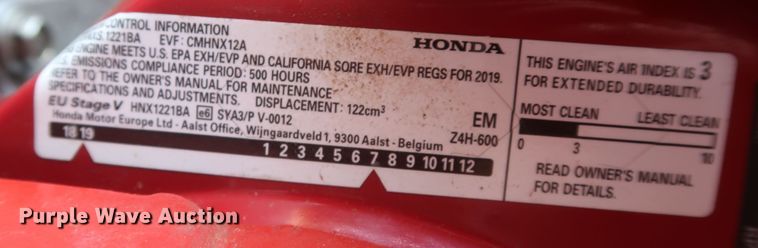 CONTROL INFORMATION
HONDA
1221BA EVF: CMHNX12A
ENGINE MEETS U.S. EPA EXH/EVP AND CALIFORNIA SORE EXH/EVP REGS FOR 2019.
EMISSIONS COMPLIANCE PERIOD: 500 HOURS
REFER TO THE OWNER'S MANUAL FOR MAINTENANCE
SPECIFICATIONS AND ADJUSTMENTS. DISPLACEMENT: 122cm³
EU Stage V HNX1221BA e6 SYA3/P V-0012
EM
Honda Motor Europe Ltd - Aalst Office, Wijngaardveld 1, 9300 Aalst - Belgium
Z4H-600
18 19
1 2 3 4 5 6 7 8 9 10 11 12
THIS ENGINE'S AIR INDEX IS 3
FOR EXTENDED DURABILITY.
MOST CLEAN LEAST CLEAN
0 3 10
READ OWNER'S MANUAL
FOR DETAILS.
Purple Wave Auction